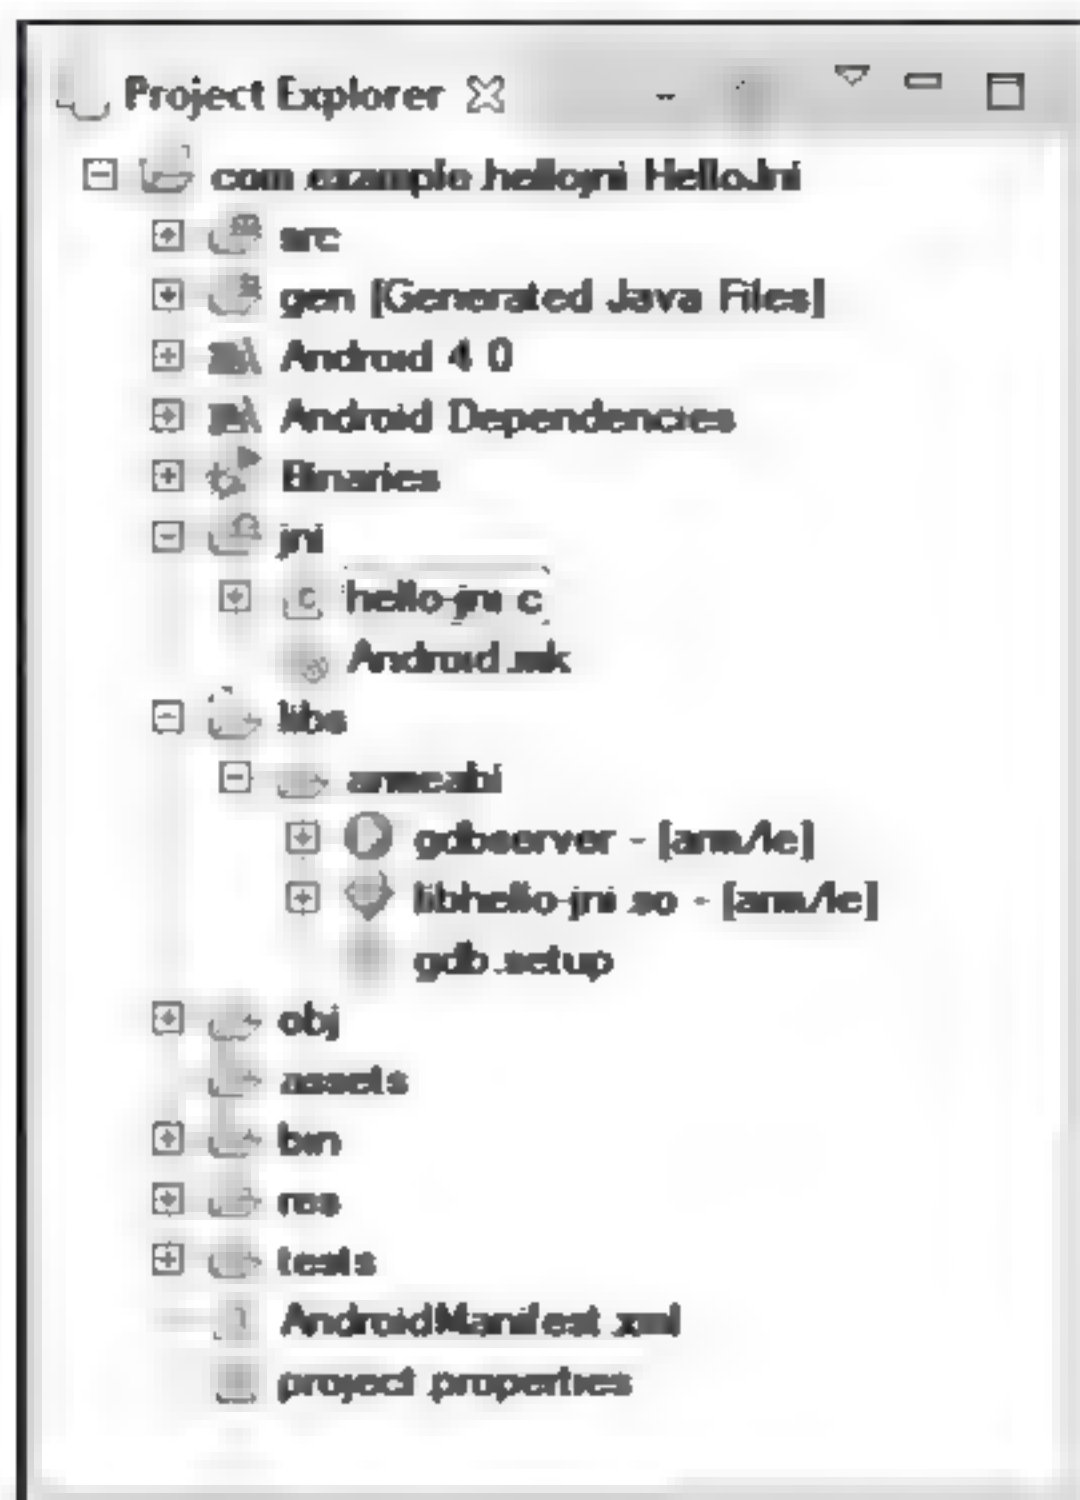 Project Explorer
com.example.hellojni.HelloJni
src
gen [Generated Java Files]
Android 4.0
Android Dependencies
Binaries
jni
hello-jni.c
Android.mk
libs
armeabi
gdbserver - [arm/le]
libhello-jni.so - [arm/le]
gdb.setup
obj
assets
bin
res
tests
AndroidManifest.xml
project.properties